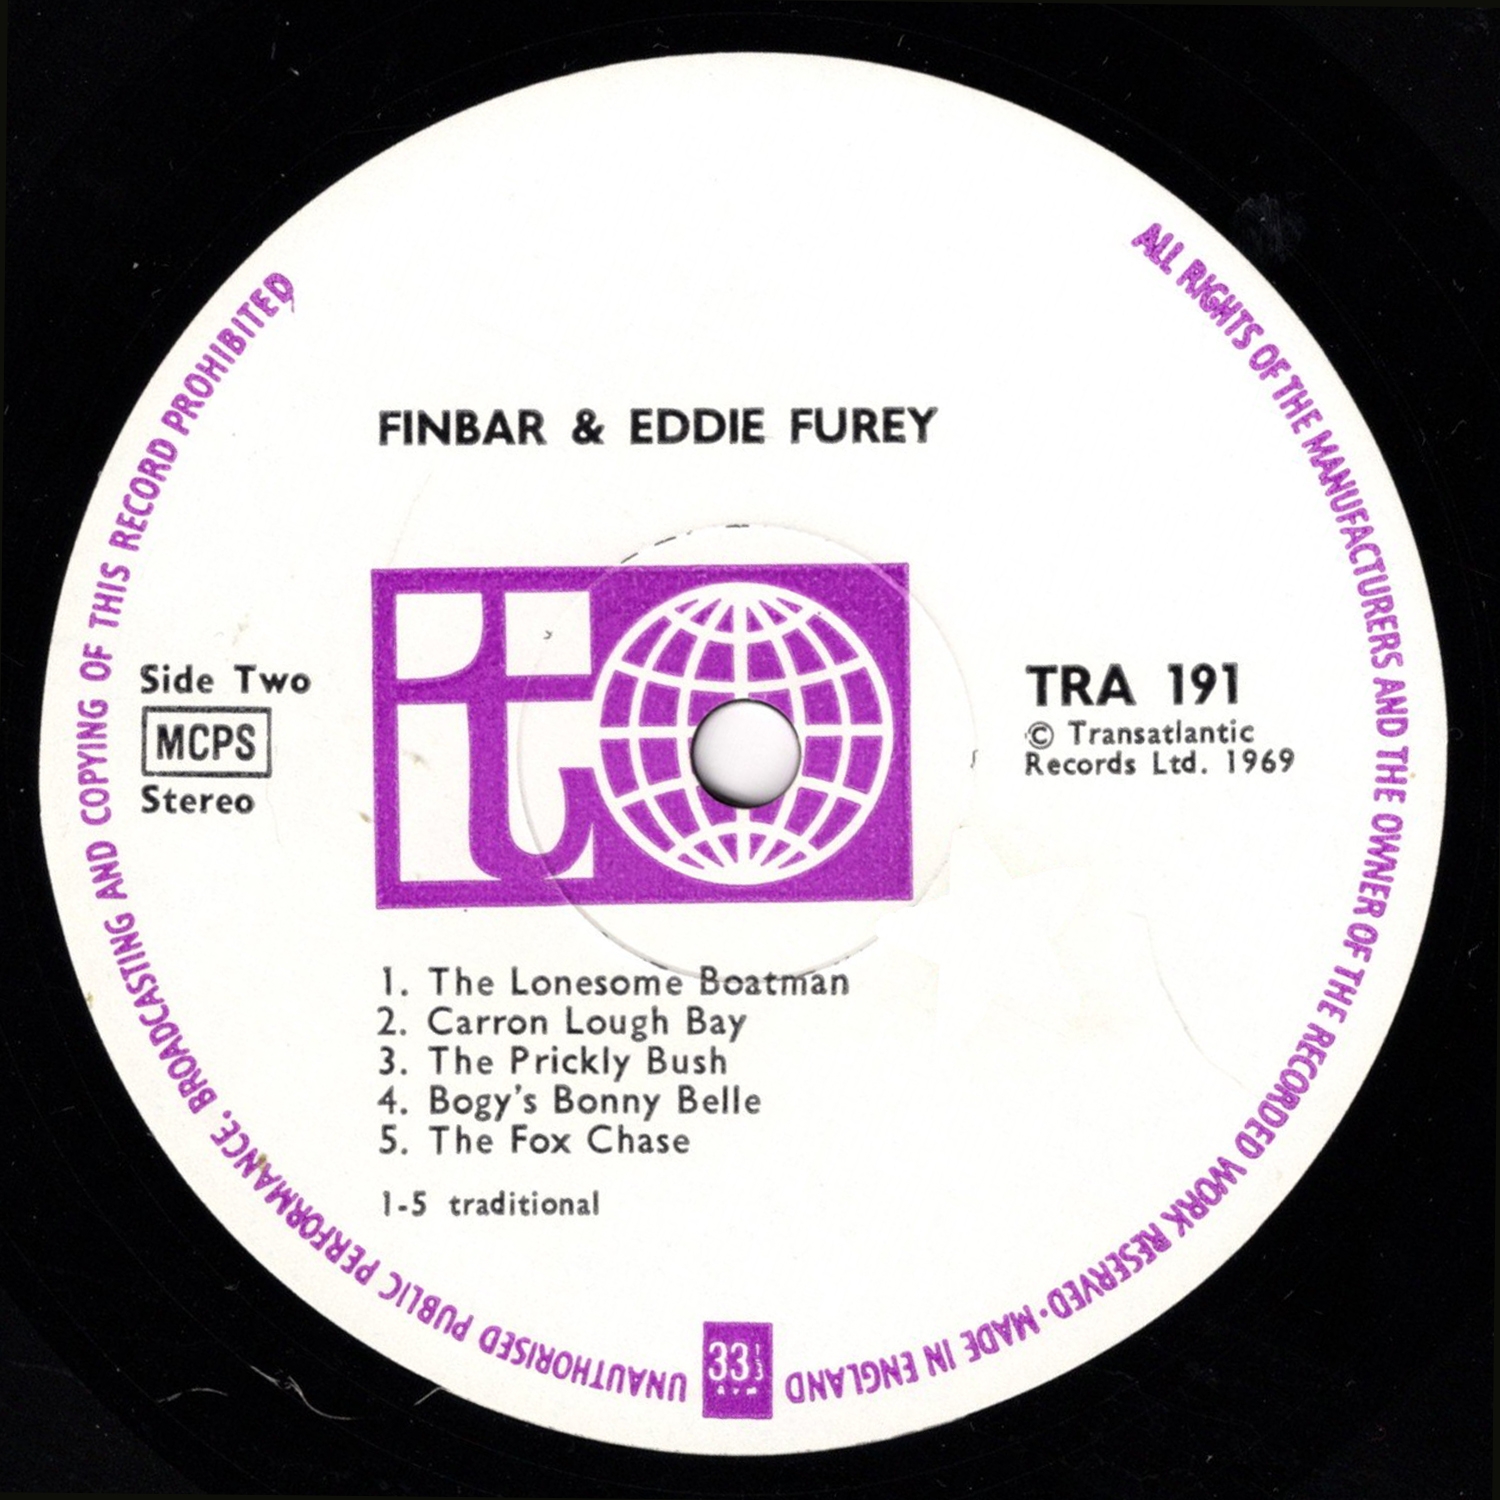 FINBAR & EDDIE FUREY
Side Two
MCPS
Stereo
TRA 191
© Transatlantic
Records Ltd. 1969
1. The Lonesome Boatman
2. Carron Lough Bay
3. The Prickly Bush
4. Bogy's Bonny Belle
5. The Fox Chase
1-5 traditional
ALL RIGHTS OF THE MANUFACTURERS AND THE OWNER OF THE RECORDED WORK RESERVED·MADE IN ENGLAND
33⅓
UNAUTHORISED PUBLIC PERFORMANCE, BROADCASTING AND COPYING OF THIS RECORD PROHIBITED